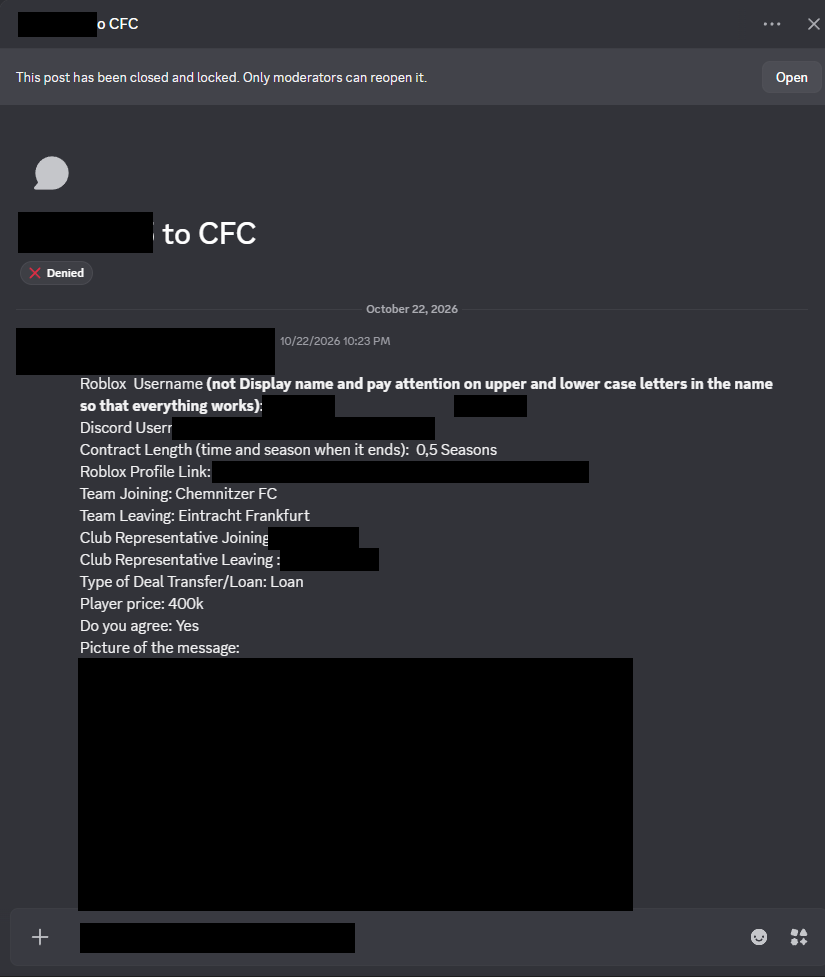 o CFC
This post has been closed and locked. Only moderators can reopen it.
Open
to CFC
Denied
October 22, 2026
10/22/2026 10:23 PM
Roblox Username (not Display name and pay attention on upper and lower case letters in the name
so that everything works):
Discord Userr
Contract Length (time and season when it ends): 0,5 Seasons
Roblox Profile Link:
Team Joining: Chemnitzer FC
Team Leaving: Eintracht Frankfurt
Club Representative Joining
Club Representative Leaving :
Type of Deal Transfer/Loan: Loan
Player price: 400k
Do you agree: Yes
Picture of the message: